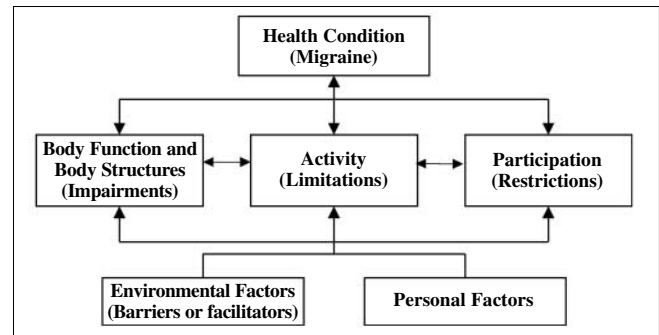 Health Condition
(Migraine)
Body Function and
Body Structures
(Impairments)
Activity
(Limitations)
Participation
(Restrictions)
Environmental Factors
(Barriers or facilitators)
Personal Factors